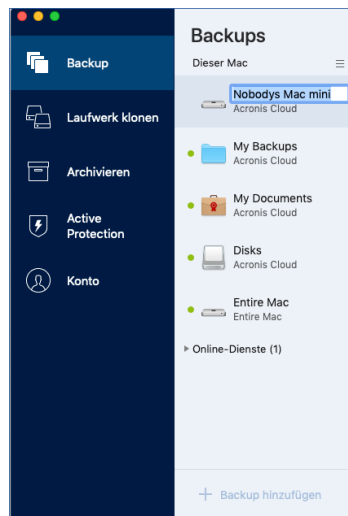 Backup
Laufwerk klonen
Archivieren
Active
Protection
Konto
Backups
Dieser Mac
Nobodys Mac mini
Acronis Cloud
My Backups
Acronis Cloud
My Documents
Acronis Cloud
Disks
Acronis Cloud
Entire Mac
Entire Mac
Online-Dienste (1)
Backup hinzufügen